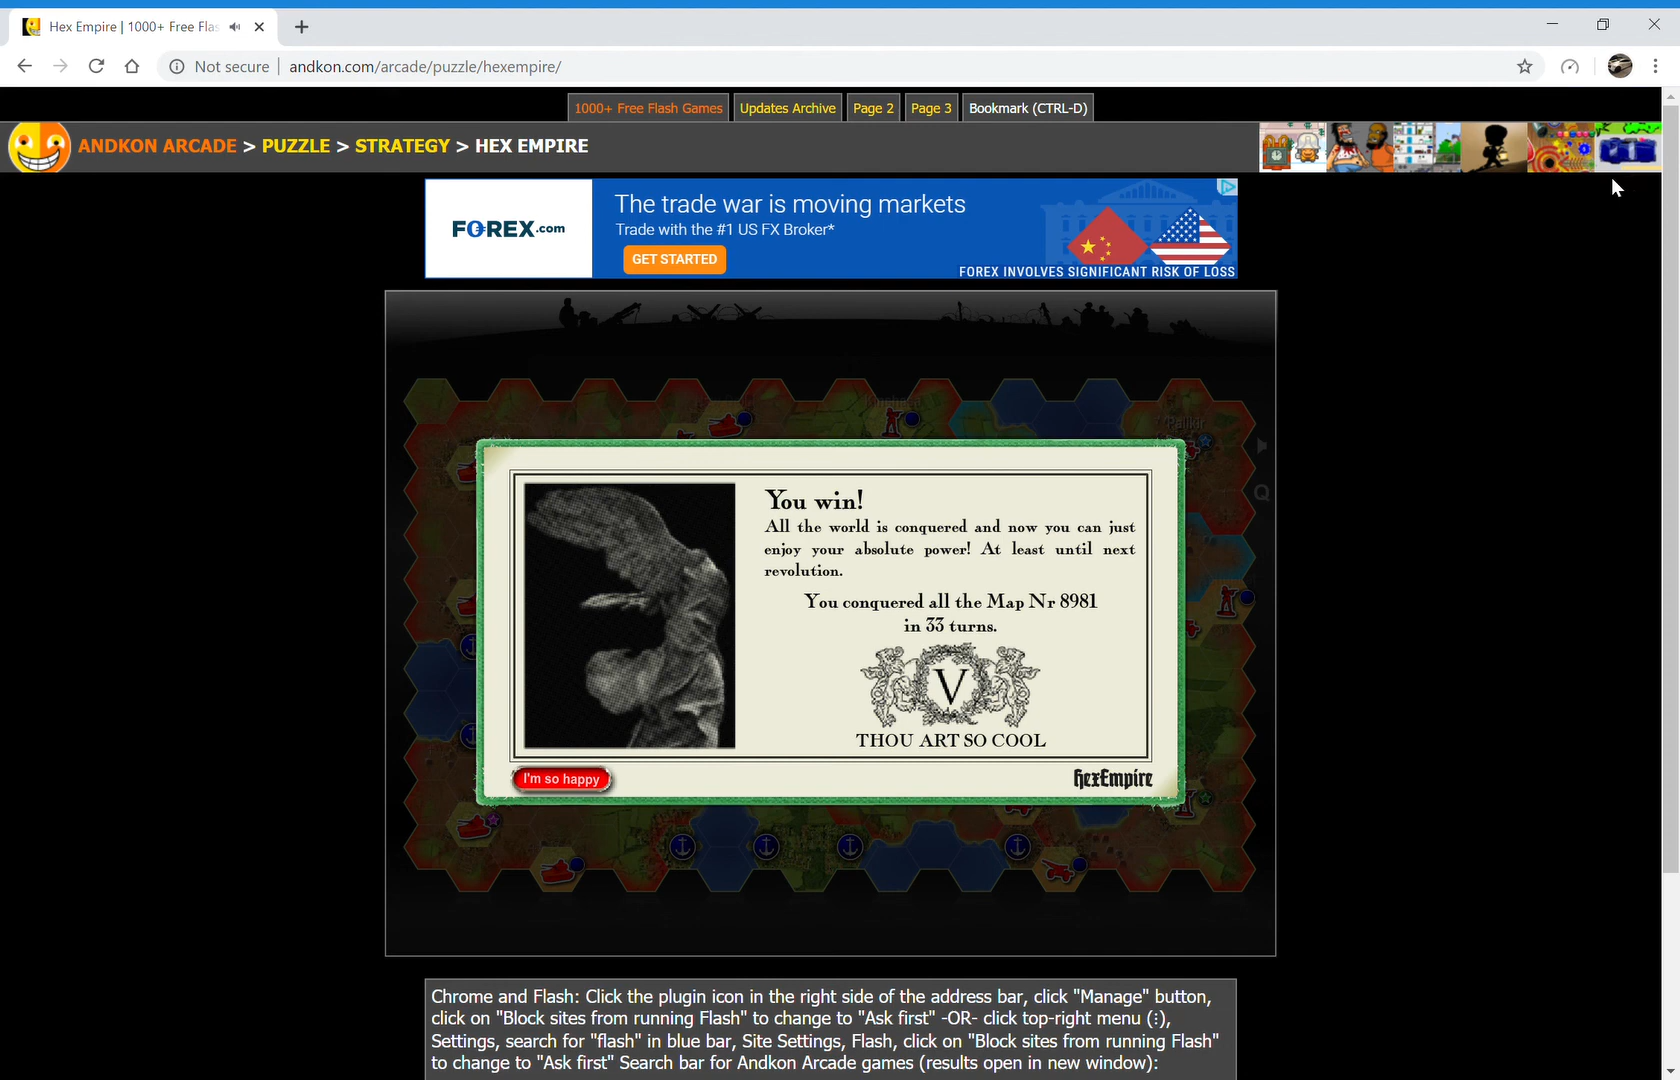 Hex Empire | 1000+ Free Flas
Not secure
andkon.com/arcade/puzzle/hexempire/
1000+ Free Flash Games
Updates Archive
Page 2
Page 3
Bookmark (CTRL-D)
ANDKON ARCADE > PUZZLE > STRATEGY > HEX EMPIRE
FOREX.com
The trade war is moving markets
Trade with the #1 US FX Broker*
GET STARTED
FOREX INVOLVES SIGNIFICANT RISK OF LOSS
Palikir
Q
You win!
All the world is conquered and now you can just
enjoy your absolute power! At least until next
revolution.
You conquered all the Map Nr 8981
in 33 turns.
V
THOU ART SO COOL
I'm so happy
hexEmpire
Chrome and Flash: Click the plugin icon in the right side of the address bar, click "Manage" button,
click on "Block sites from running Flash" to change to "Ask first" -OR- click top-right menu (⋮),
Settings, search for "flash" in blue bar, Site Settings, Flash, click on "Block sites from running Flash"
to change to "Ask first" Search bar for Andkon Arcade games (results open in new window):